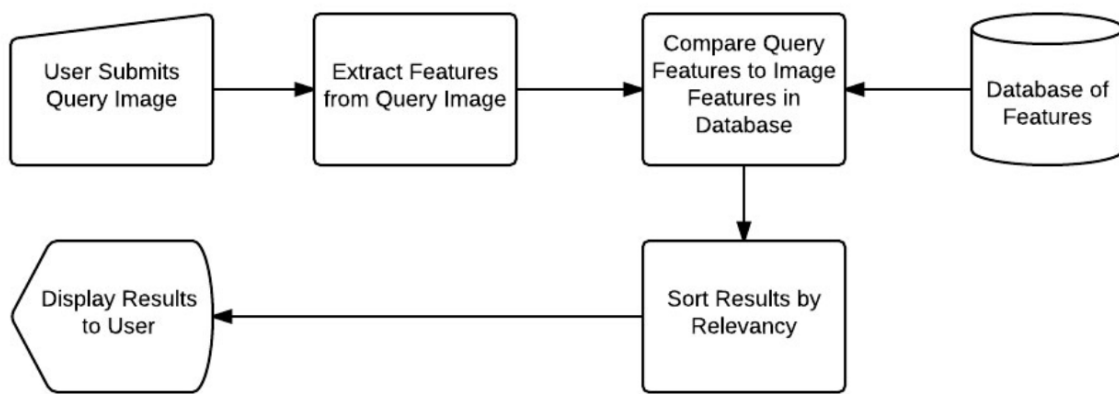 User Submits
Query Image
Extract Features
from Query Image
Compare Query
Features to Image
Features in
Database
Database of
Features
Display Results
to User
Sort Results by
Relevancy